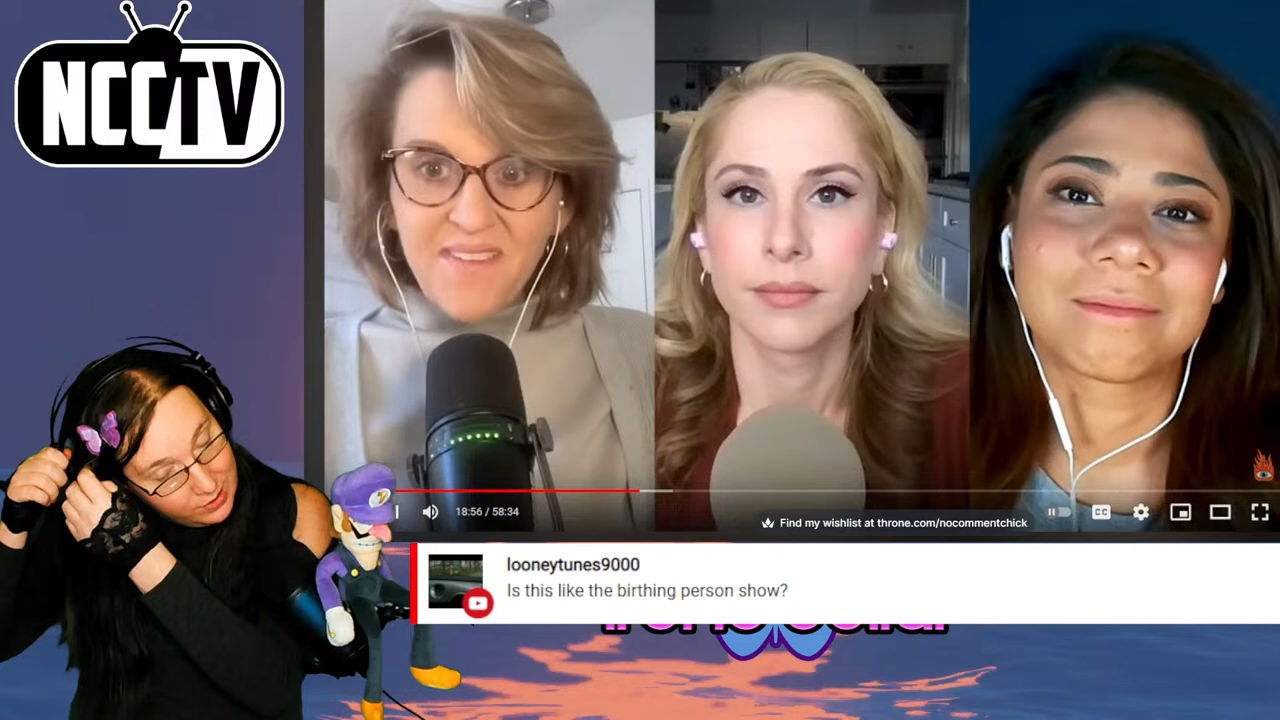 NCCTV
18:56 / 58:34
CC
Find my wishlist at throne.com/nocommentchick
looneytunes9000
Is this like the birthing person show?